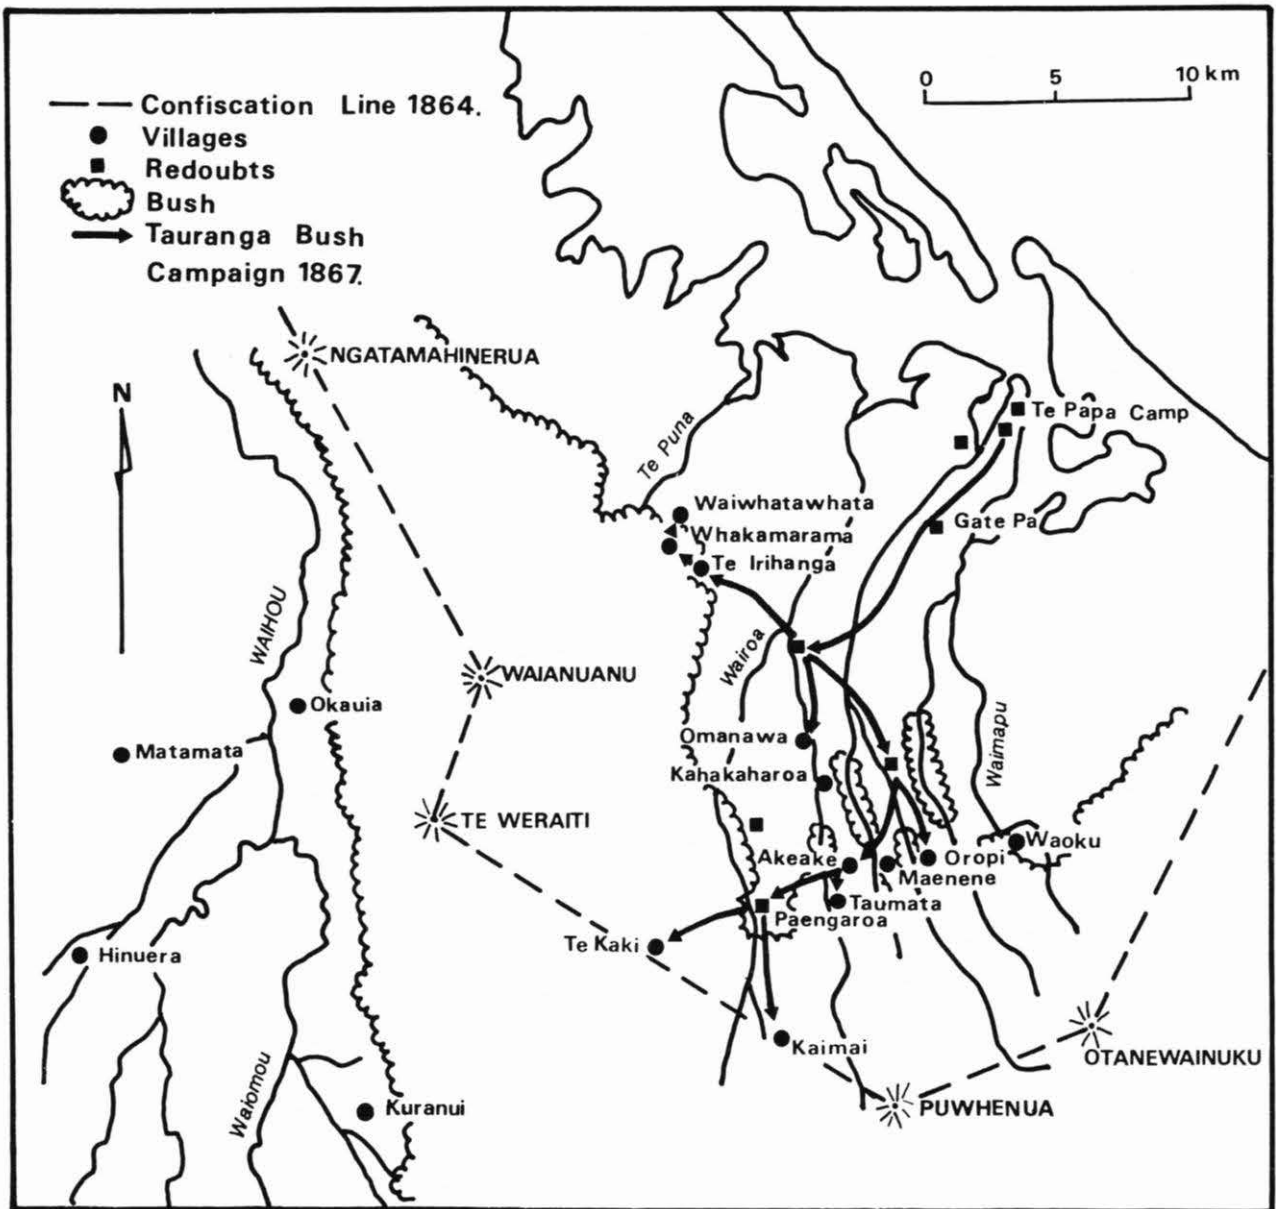 0 5 10 km
Confiscation Line 1864.
Villages
Redoubts
Bush
Tauranga Bush
Campaign 1867.
NGATAMAHINERUA
N
Te Papa Camp
Te Puna
Waiwhatawhata
Gate Pa
Whakamarama
Te Irihanga
WAIHOU
Wairoa
WAIANUANU
Okauia
Waimapu
Omanawa
Matamata
Kahakaharoa
TE WERAITI
Waoku
Akeake
Oropi
Maenene
Taumata
Paengaroa
Te Kaki
Hinuera
Kaimai
OTANEWAINUKU
Waiomou
Kuranui
PUWHENUA